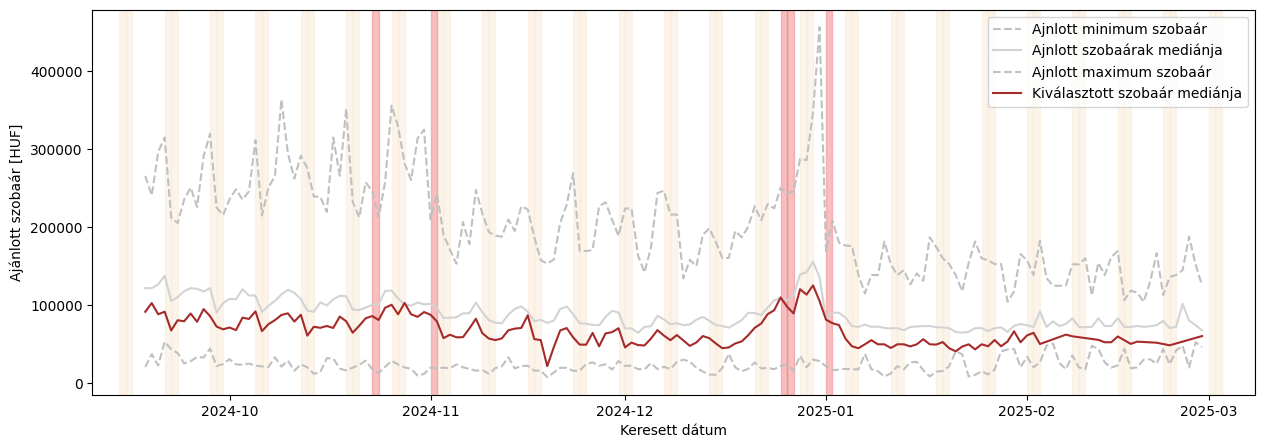 Ajnlott minimum szobaár
Ajnlott szobaárak mediánja
Ajnlott maximum szobaár
Kiválasztott szobaár mediánja
Ajánlott szobaár [HUF]
400000
300000
200000
100000
0
2024-10
2024-11
2024-12
2025-01
2025-02
2025-03
Keresett dátum